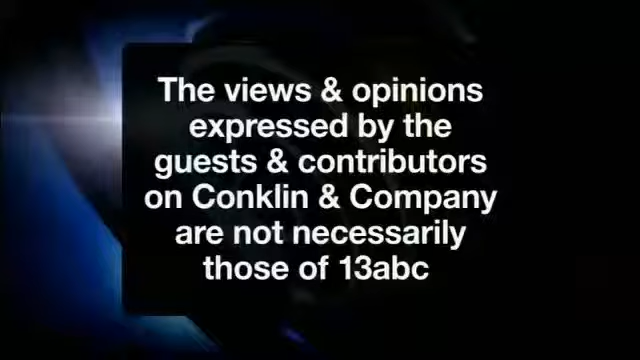 The views & opinions
expressed by the
guests & contributors
on Conklin & Company
are not necessarily
those of 13abc